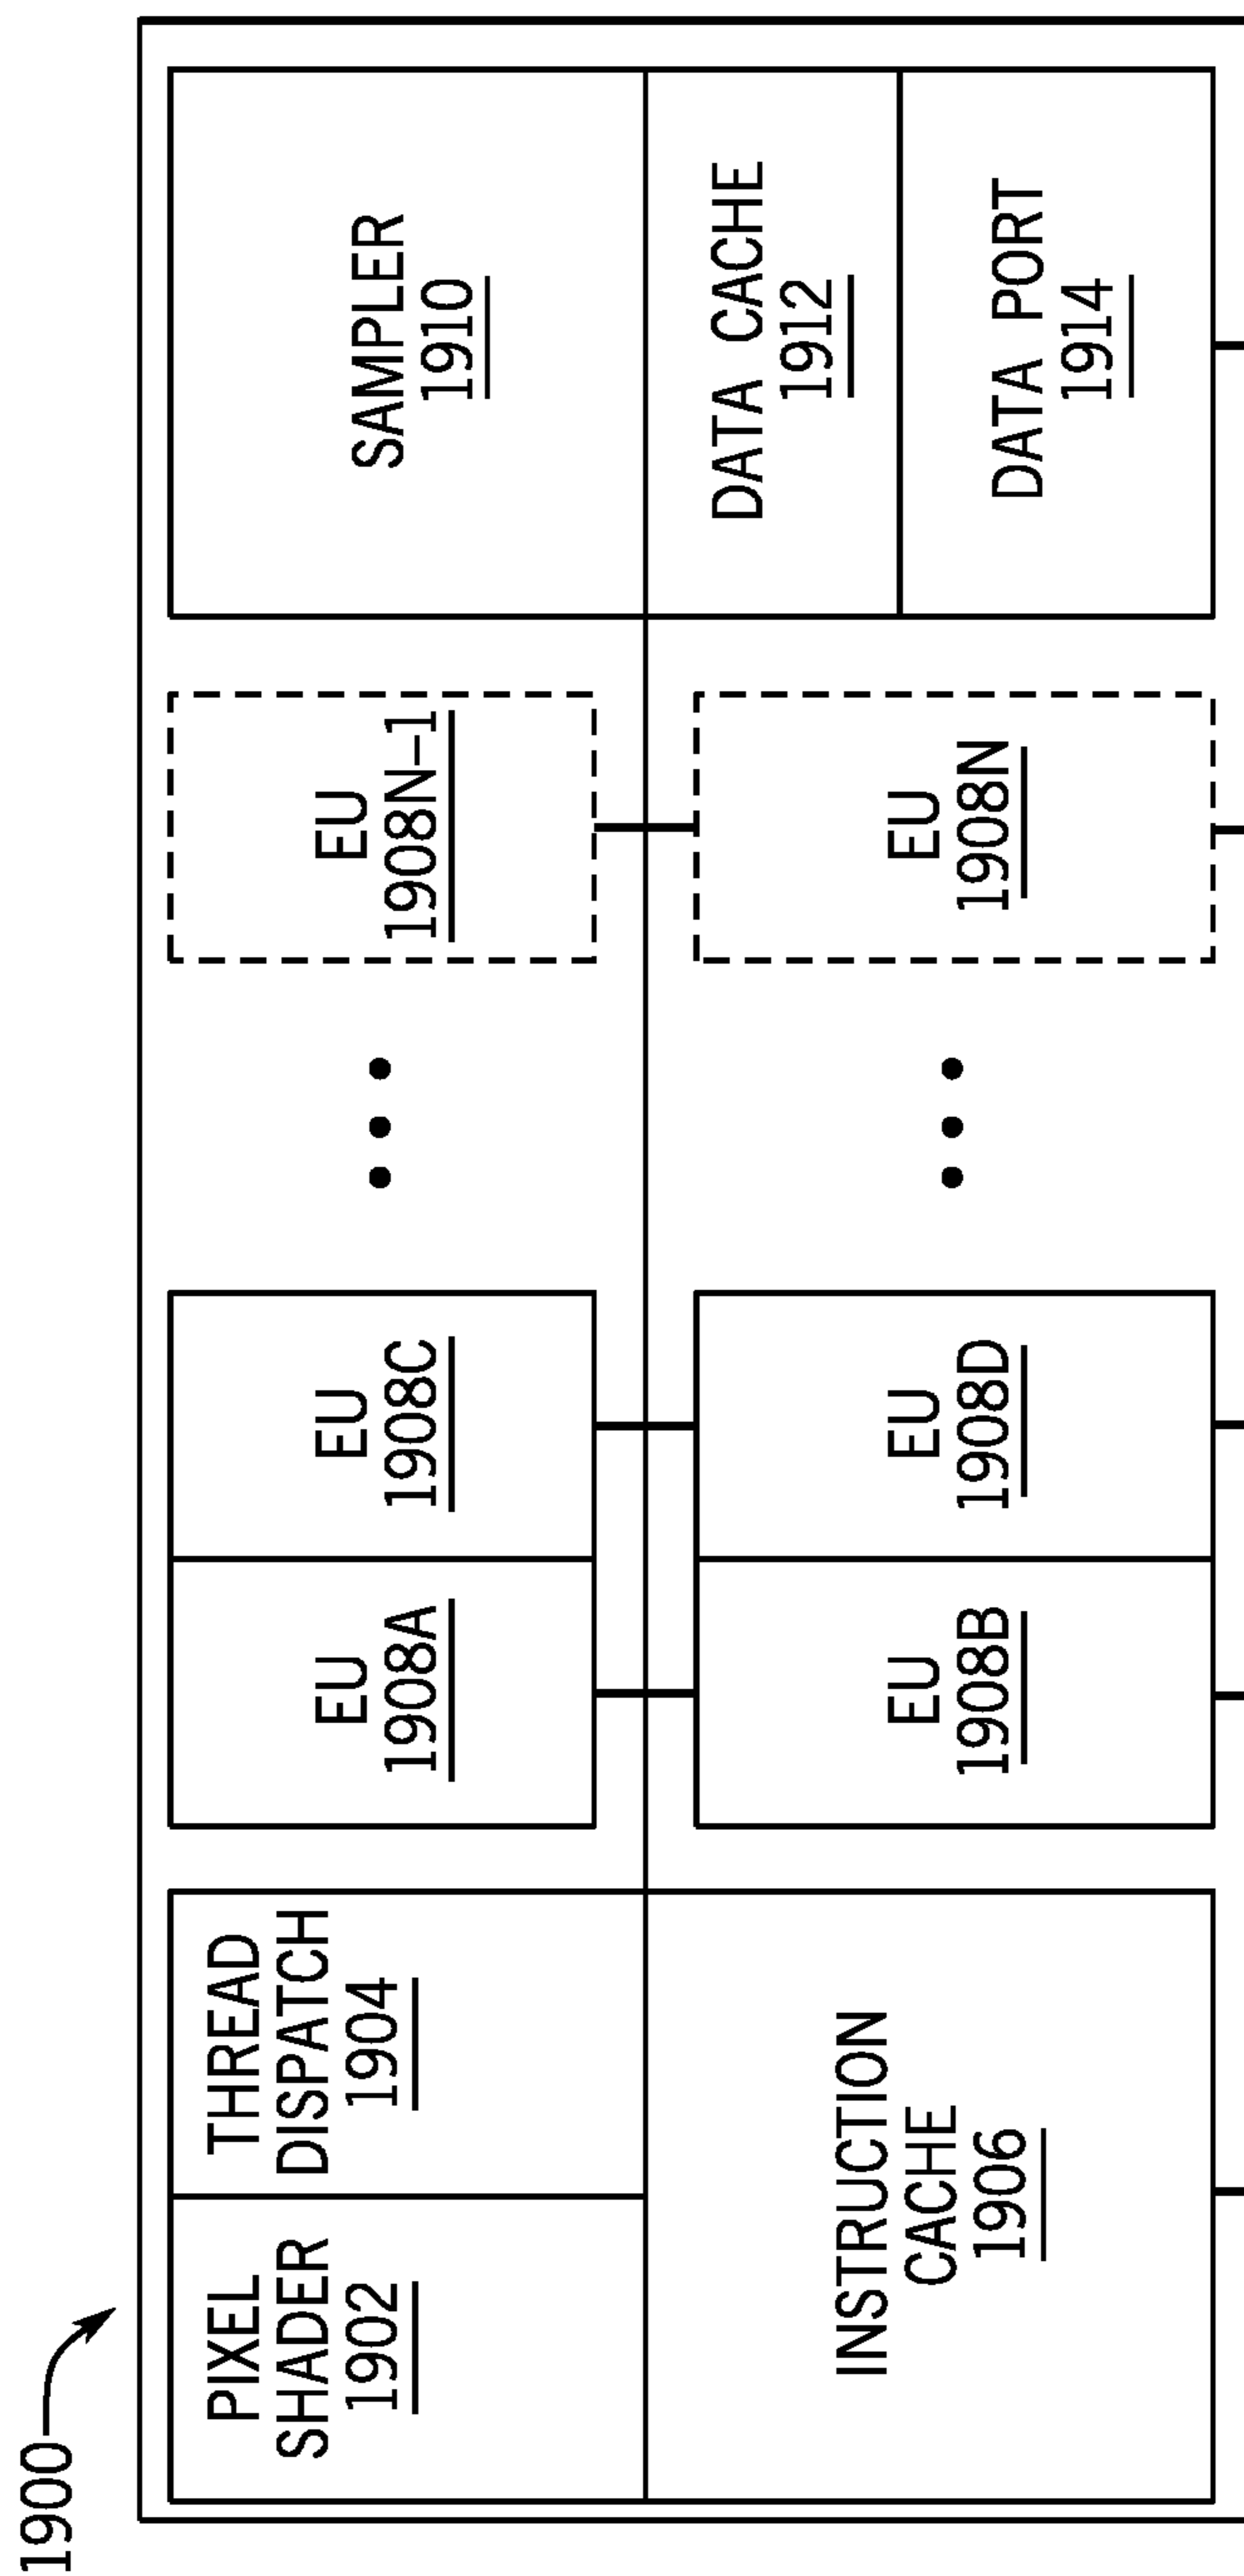 1900
PIXEL
SHADER
1902
THREAD
DISPATCH
1904
INSTRUCTION
CACHE
1906
EU
1908A
EU
1908C
EU
1908B
EU
1908D
EU
1908N–1
EU
1908N
SAMPLER
1910
DATA CACHE
1912
DATA PORT
1914